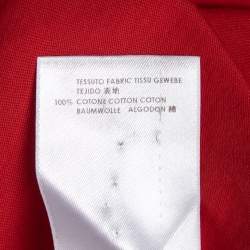 TESSUTO FABRIC TISSU GEWEBE
TEJIDO 表地
100% COTONE COTTON COTON
BAUMWOLLE ALGODON 綿